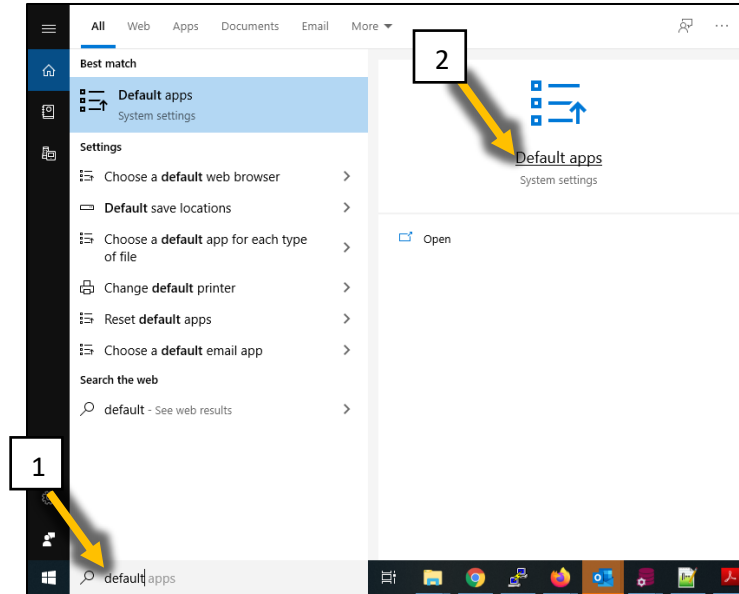 All Web Apps Documents Email More
2
Best match
Default apps
System settings
Default apps
System settings
Settings
Choose a default web browser
Default save locations
Open
Choose a default app for each type
of file
Change default printer
Reset default apps
Choose a default email app
Search the web
default - See web results
1
default apps